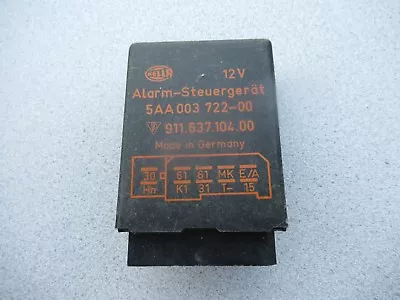 HELLA 12V
Alarm-Steuergerät
5AA 003 722-00
911.637.104.00
Made in Germany
30 61 61 MK E/A
Hn K1 31 T- 15